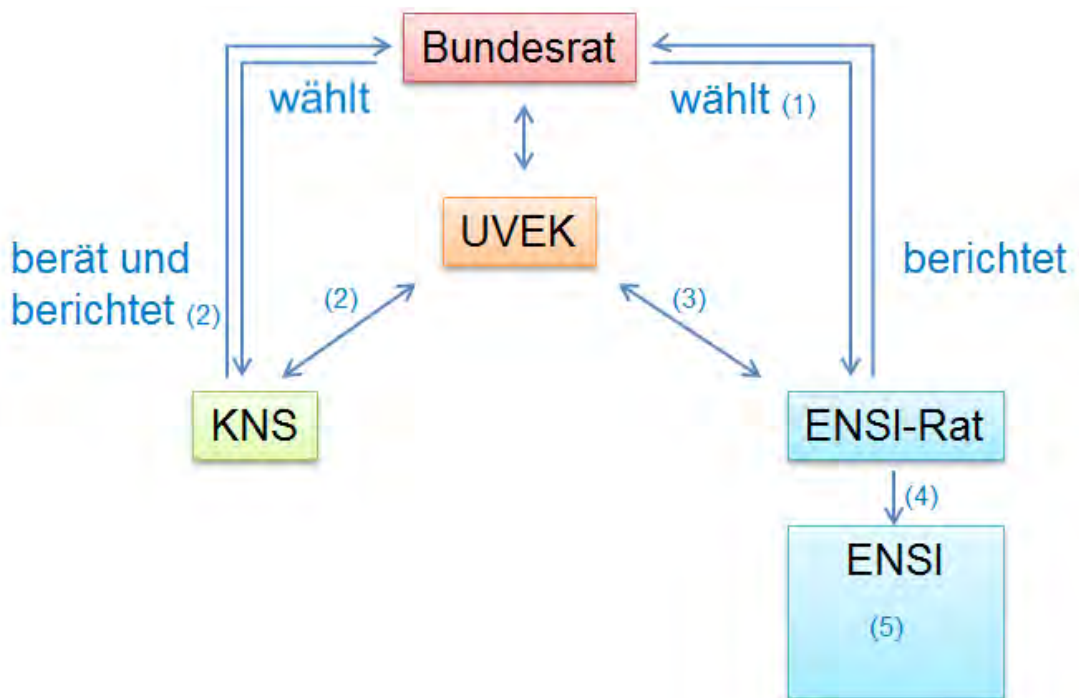 Bundesrat
wählt
wählt (1)
UVEK
berät und
berichtet (2)
berichtet
(2)
(3)
KNS
ENSI-Rat
(4)
ENSI
(5)